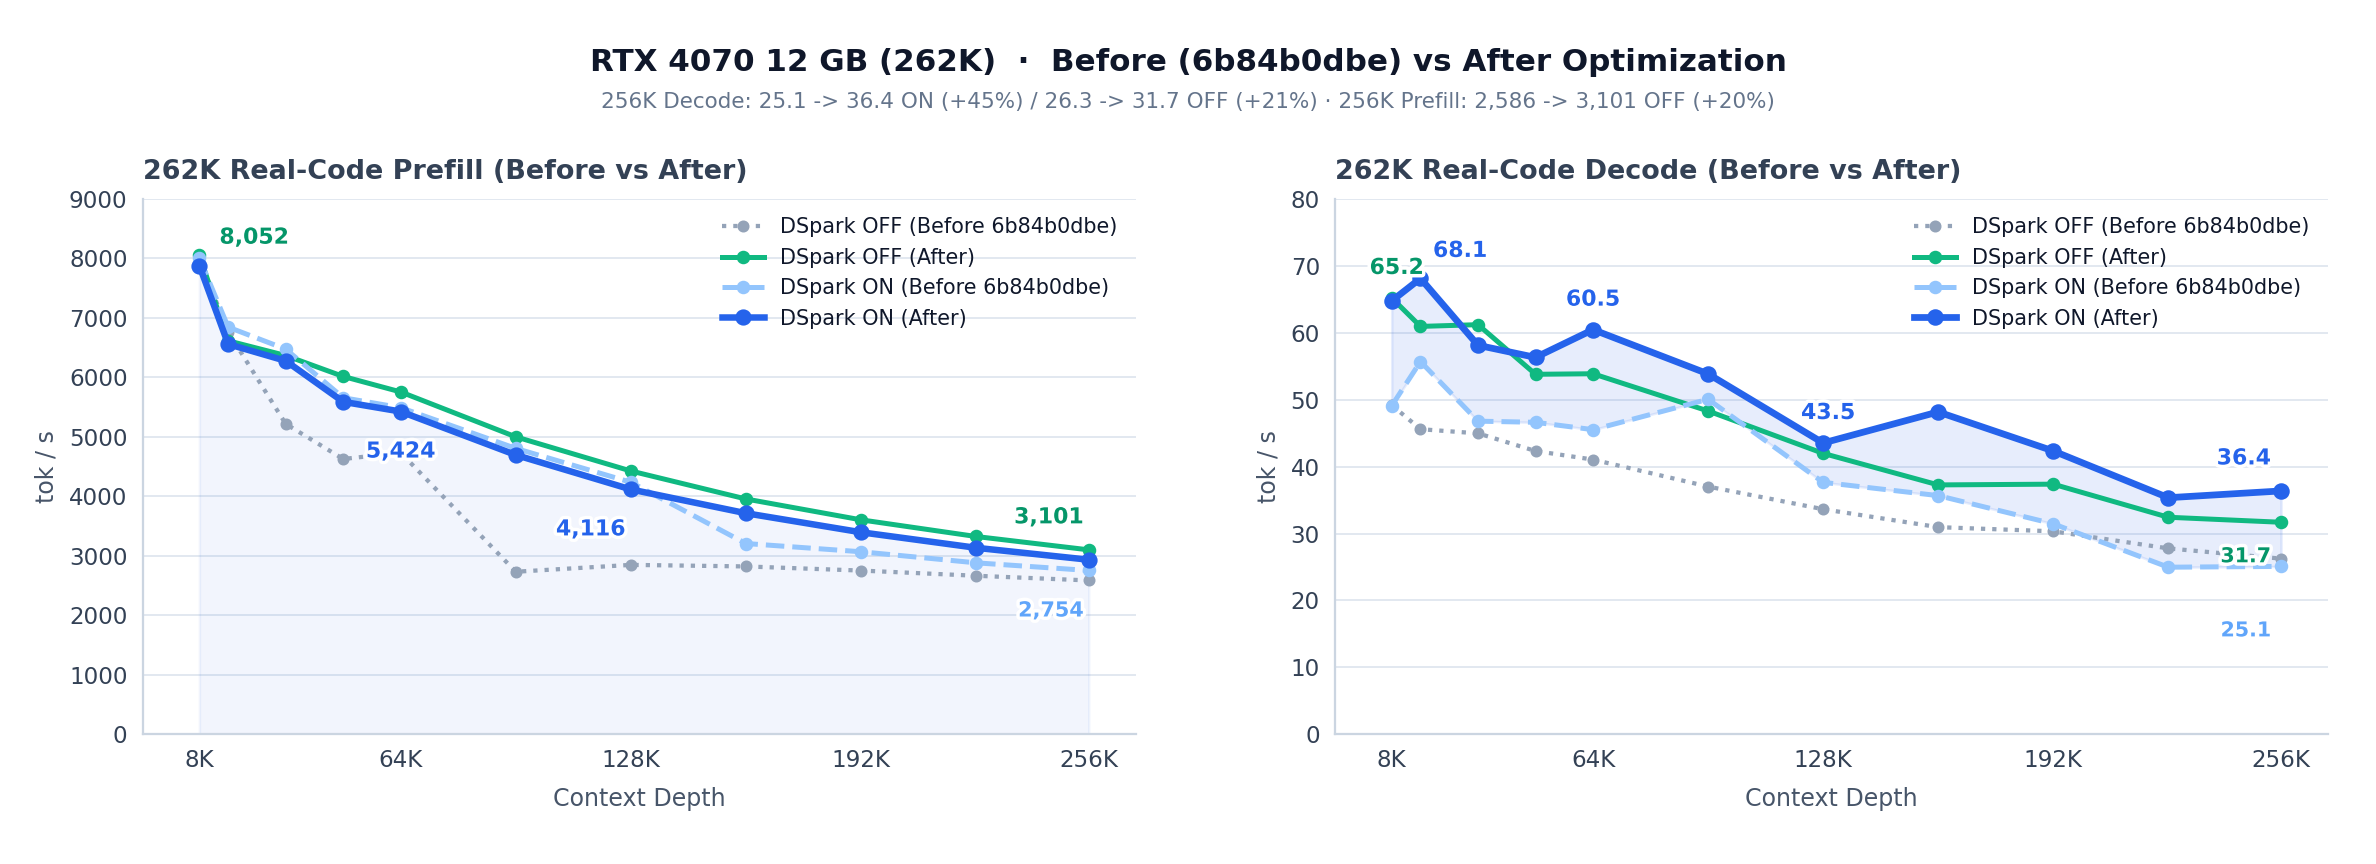 RTX 4070 12 GB (262K)  ·  Before (6b84b0dbe) vs After Optimization
256K Decode: 25.1 -> 36.4 ON (+45%) / 26.3 -> 31.7 OFF (+21%) · 256K Prefill: 2,586 -> 3,101 OFF (+20%)
262K Real-Code Prefill (Before vs After)
9000
8000
7000
6000
5000
4000
3000
2000
1000
0
tok / s
DSpark OFF (Before 6b84b0dbe)
DSpark OFF (After)
DSpark ON (Before 6b84b0dbe)
DSpark ON (After)
8,052
5,424
4,116
3,101
2,754
8K
64K
128K
192K
256K
Context Depth
262K Real-Code Decode (Before vs After)
80
70
60
50
40
30
20
10
0
tok / s
DSpark OFF (Before 6b84b0dbe)
DSpark OFF (After)
DSpark ON (Before 6b84b0dbe)
DSpark ON (After)
65.2
68.1
60.5
43.5
36.4
31.7
25.1
8K
64K
128K
192K
256K
Context Depth